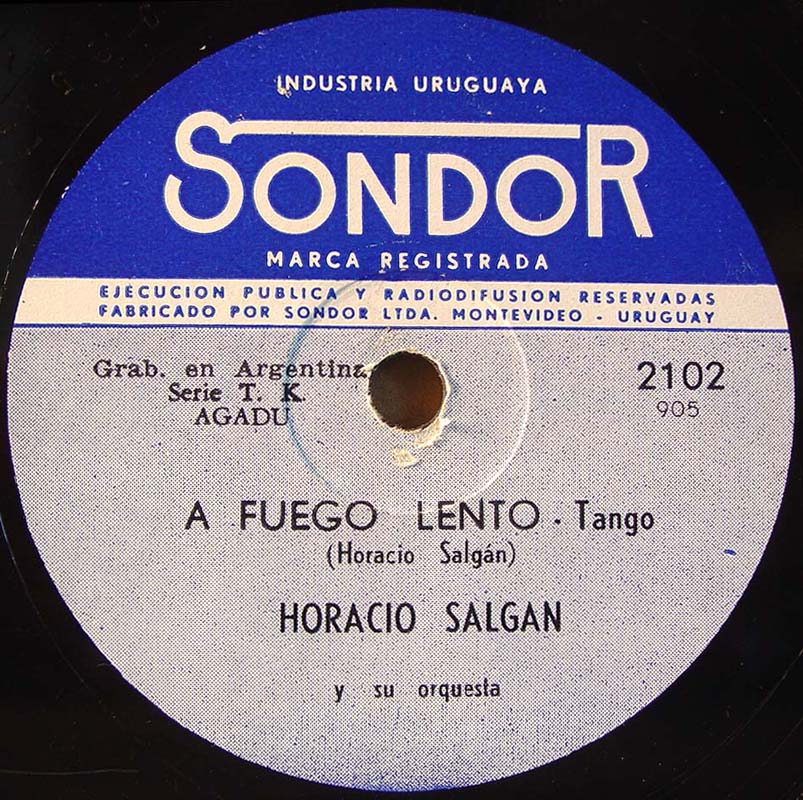 INDUSTRIA URUGUAYA
SONDOR
MARCA REGISTRADA
EJECUCION PUBLICA Y RADIODIFUSION RESERVADAS
FABRICADO POR SONDOR LTDA. MONTEVIDEO - URUGUAY
Grab. en Argentina
Serie T. K.
AGADU
2102
905
A FUEGO LENTO - Tango
(Horacio Salgán)
HORACIO SALGAN
y su orquesta